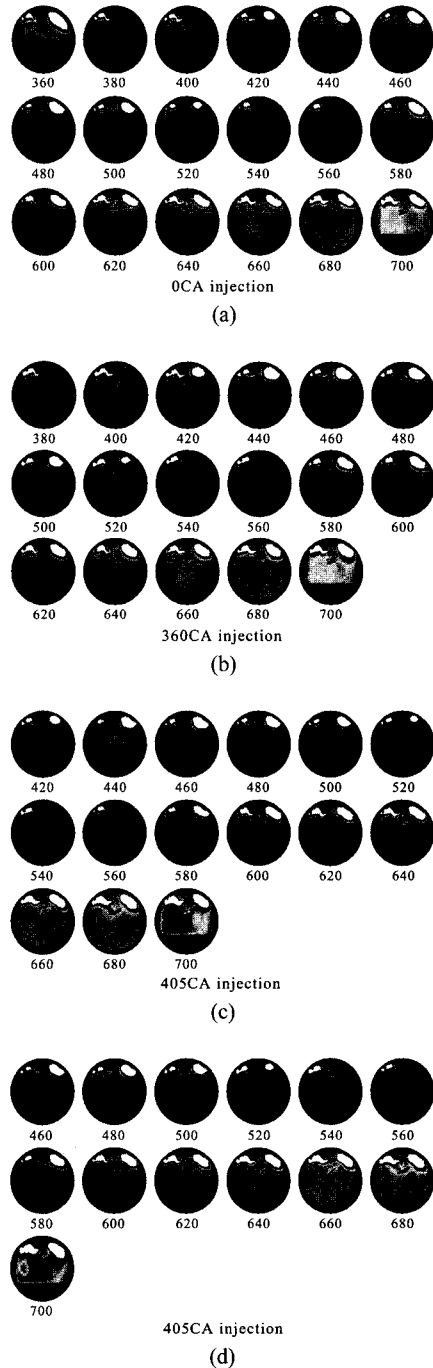 360 380 400 420 440 460
480 500 520 540 560 580
600 620 640 660 680 700
0CA injection
(a)
380 400 420 440 460 480
500 520 540 560 580 600
620 640 660 680 700
360CA injection
(b)
420 440 460 480 500 520
540 560 580 600 620 640
660 680 700
405CA injection
(c)
460 480 500 520 540 560
580 600 620 640 660 680
700
405CA injection
(d)